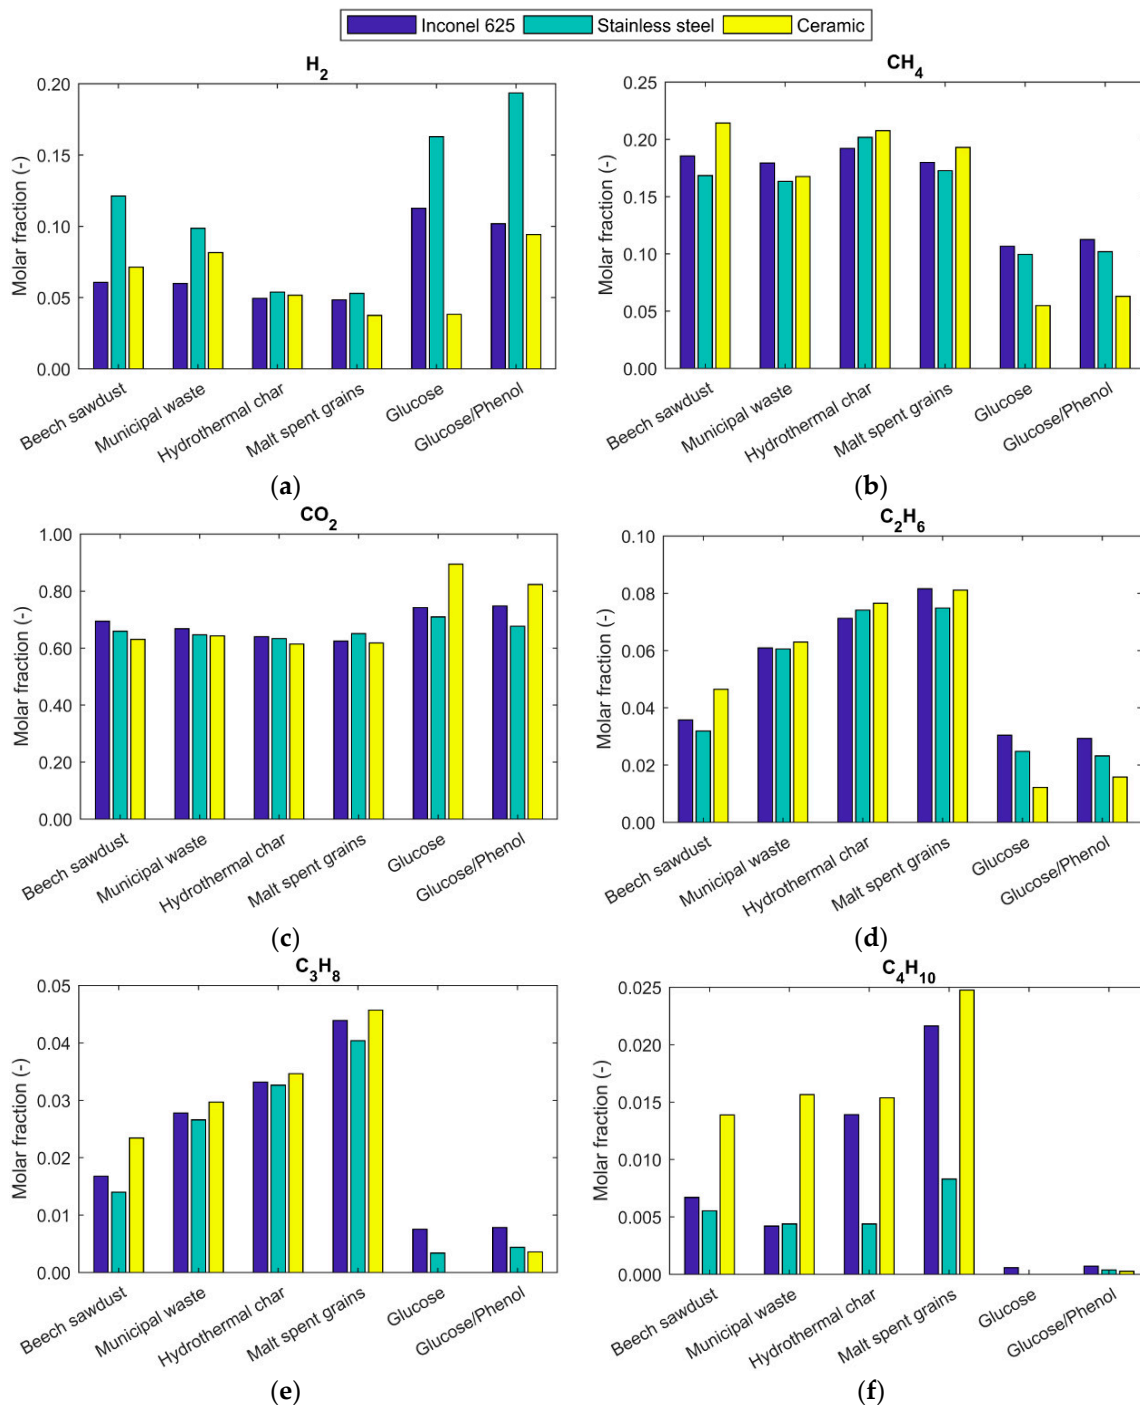 Inconel 625 Stainless steel Ceramic
H2
Molar fraction (-)
0.20
0.15
0.10
0.05
0.00
Beech sawdust
Municipal waste
Hydrothermal char
Malt spent grains
Glucose
Glucose/Phenol
(a)
CH4
Molar fraction (-)
0.25
0.20
0.15
0.10
0.05
0.00
Beech sawdust
Municipal waste
Hydrothermal char
Malt spent grains
Glucose
Glucose/Phenol
(b)
CO2
Molar fraction (-)
1.00
0.80
0.60
0.40
0.20
0.00
Beech sawdust
Municipal waste
Hydrothermal char
Malt spent grains
Glucose
Glucose/Phenol
(c)
C2H6
Molar fraction (-)
0.10
0.08
0.06
0.04
0.02
0.00
Beech sawdust
Municipal waste
Hydrothermal char
Malt spent grains
Glucose
Glucose/Phenol
(d)
C3H8
Molar fraction (-)
0.05
0.04
0.03
0.02
0.01
0.00
Beech sawdust
Municipal waste
Hydrothermal char
Malt spent grains
Glucose
Glucose/Phenol
(e)
C4H10
Molar fraction (-)
0.025
0.020
0.015
0.010
0.005
0.000
Beech sawdust
Municipal waste
Hydrothermal char
Malt spent grains
Glucose
Glucose/Phenol
(f)